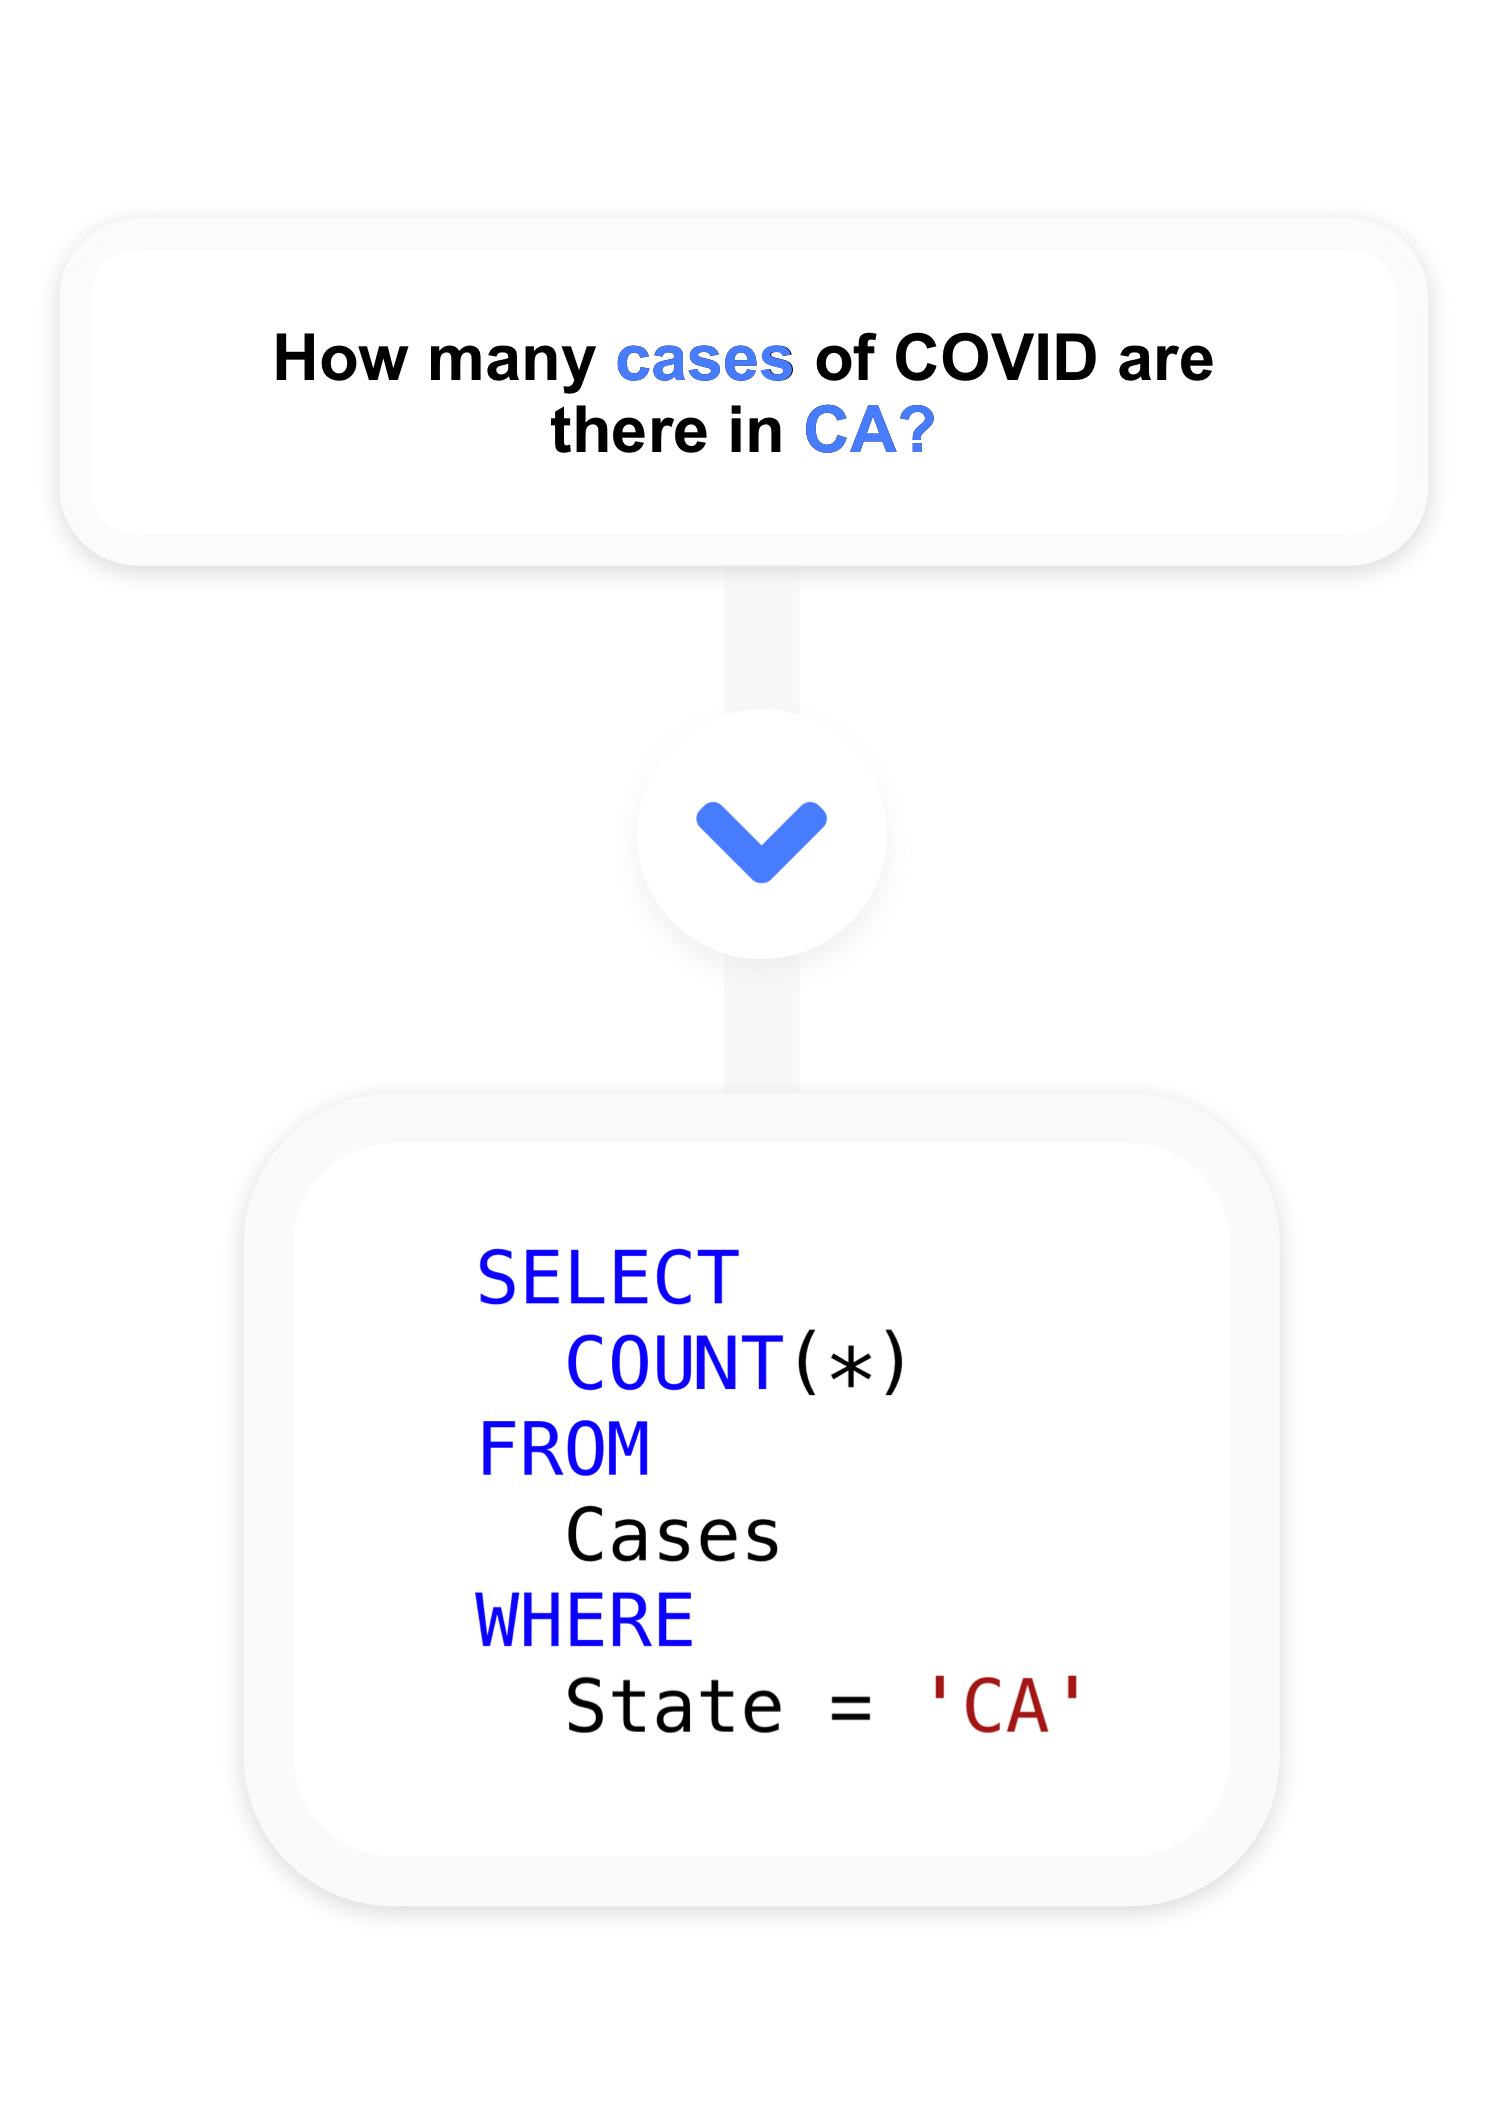 How many cases of COVID are
there in CA?
SELECT
COUNT(*)
FROM
Cases
WHERE
State = 'CA'